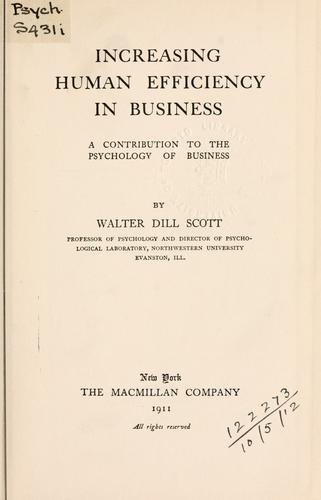 Psych
S431i
INCREASING
HUMAN EFFICIENCY
IN BUSINESS
A CONTRIBUTION TO THE
PSYCHOLOGY OF BUSINESS
BY
WALTER DILL SCOTT
PROFESSOR OF PSYCHOLOGY AND DIRECTOR OF PSYCHO-
LOGICAL LABORATORY, NORTHWESTERN UNIVERSITY
EVANSTON, ILL.
New York
THE MACMILLAN COMPANY
1911
All rights reserved
122273
10/5/12